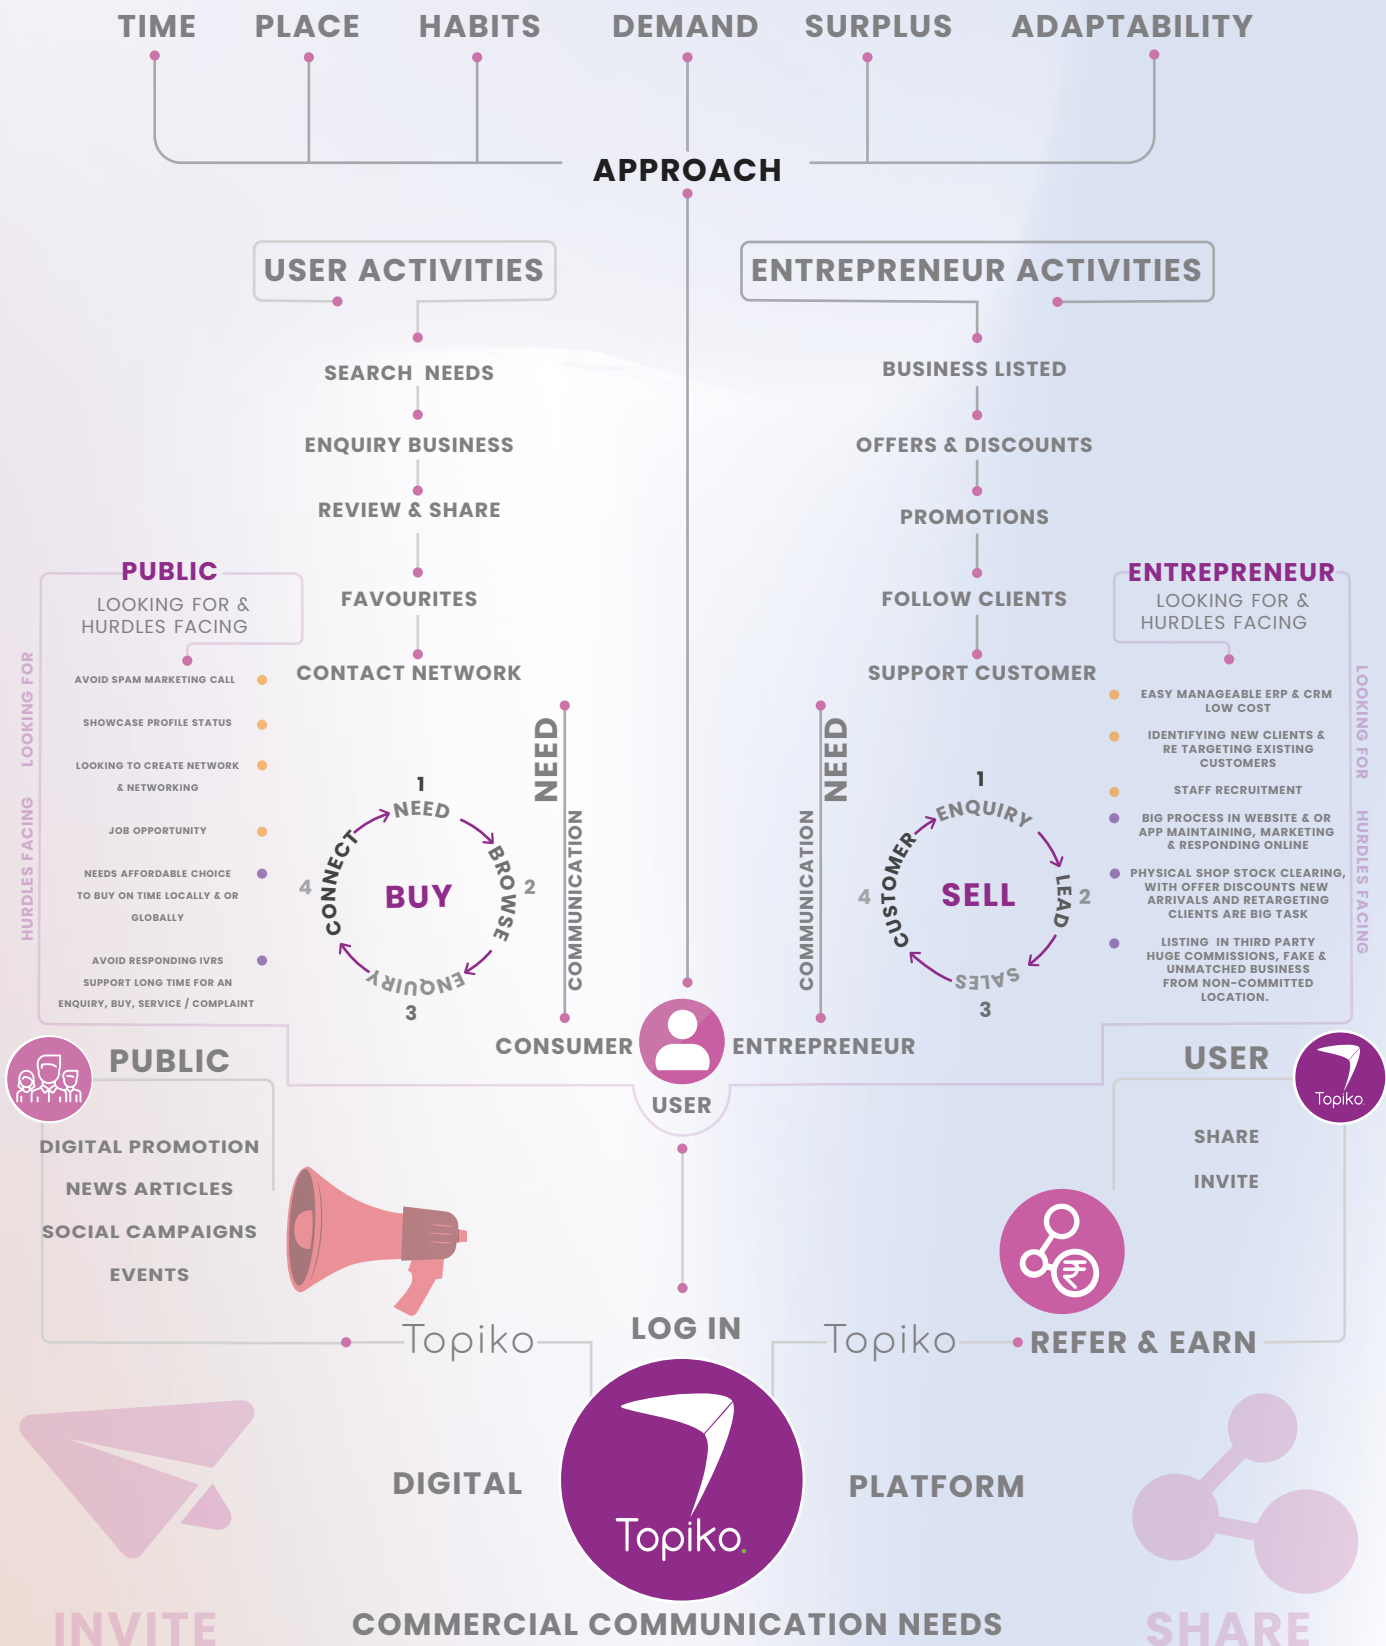 TIME
PLACE
HABITS
DEMAND
SURPLUS
ADAPTABILITY
APPROACH
USER ACTIVITIES
SEARCH NEEDS
ENQUIRY BUSINESS
REVIEW & SHARE
FAVOURITES
CONTACT NETWORK
ENTREPRENEUR ACTIVITIES
BUSINESS LISTED
OFFERS & DISCOUNTS
PROMOTIONS
FOLLOW CLIENTS
SUPPORT CUSTOMER
PUBLIC
LOOKING FOR &
HURDLES FACING
LOOKING FOR
HURDLES FACING
AVOID SPAM MARKETING CALL
SHOWCASE PROFILE STATUS
LOOKING TO CREATE NETWORK
& NETWORKING
JOB OPPORTUNITY
NEEDS AFFORDABLE CHOICE
TO BUY ON TIME LOCALLY & OR
GLOBALLY
AVOID RESPONDING IVRS
SUPPORT LONG TIME FOR AN
ENQUIRY, BUY, SERVICE / COMPLAINT
1
NEED
BROWSE
2
ENQUIRY
3
CONNECT
4
BUY
NEED
COMMUNICATION
NEED
COMMUNICATION
1
ENQUIRY
LEAD
2
SALES
3
CUSTOMER
4
SELL
ENTREPRENEUR
LOOKING FOR &
HURDLES FACING
LOOKING FOR
HURDLES FACING
EASY MANAGEABLE ERP & CRM
LOW COST
IDENTIFYING NEW CLIENTS &
RE TARGETING EXISTING
CUSTOMERS
STAFF RECRUITMENT
BIG PROCESS IN WEBSITE & OR
APP MAINTAINING, MARKETING
& RESPONDING ONLINE
PHYSICAL SHOP STOCK CLEARING,
WITH OFFER DISCOUNTS NEW
ARRIVALS AND RETARGETING
CLIENTS ARE BIG TASK
LISTING IN THIRD PARTY
HUGE COMMISSIONS, FAKE &
UNMATCHED BUSINESS
FROM NON-COMMITTED
LOCATION.
CONSUMER
ENTREPRENEUR
USER
PUBLIC
DIGITAL PROMOTION
NEWS ARTICLES
SOCIAL CAMPAIGNS
EVENTS
USER
Topiko.
SHARE
INVITE
₹
Topiko
LOG IN
Topiko
REFER & EARN
DIGITAL
Topiko.
PLATFORM
INVITE
COMMERCIAL COMMUNICATION NEEDS
SHARE